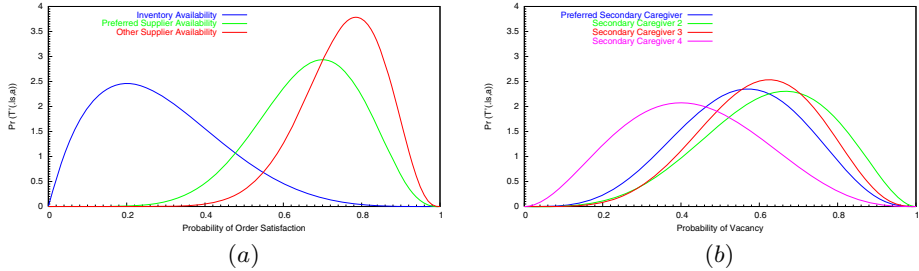 Inventory Availability
Preferred Supplier Availability
Other Supplier Availability
4
3.5
3
2.5
2
1.5
1
0.5
0
Pr (T'(.|s,a))
0 0.2 0.4 0.6 0.8 1
Probability of Order Satisfaction
(a)
Preferred Secondary Caregiver
Secondary Caregiver 2
Secondary Caregiver 3
Secondary Caregiver 4
4
3.5
3
2.5
2
1.5
1
0.5
0
Pr (T'(.|s,a))
0 0.2 0.4 0.6 0.8 1
Probability of Vacancy
(b)